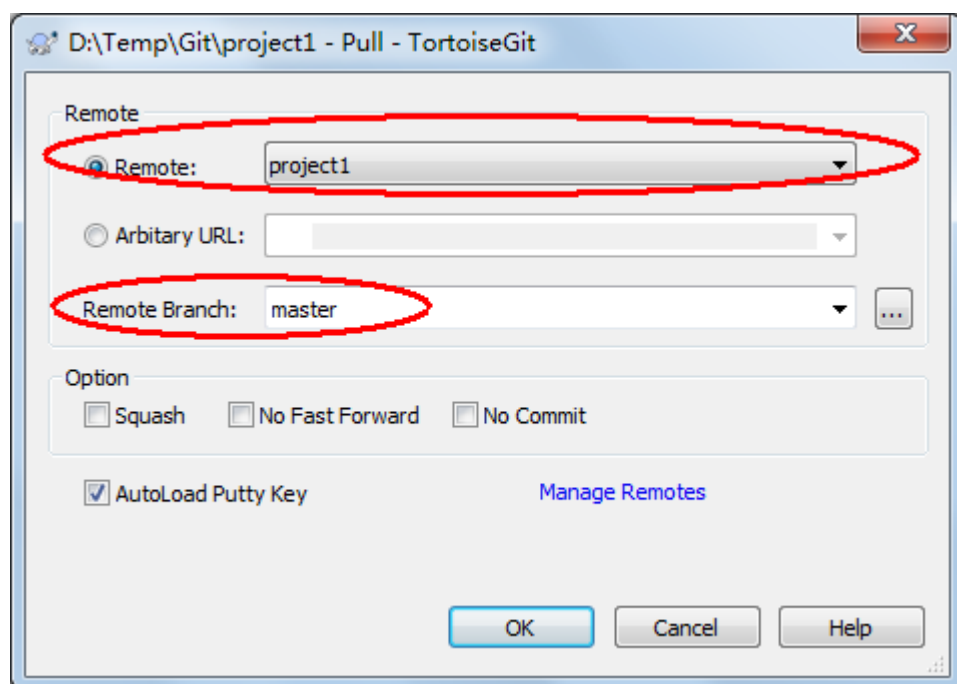 D:\Temp\Git\project1 - Pull - TortoiseGit
Remote
Remote: project1
Arbitary URL:
Remote Branch: master ...
Option
Squash No Fast Forward No Commit
AutoLoad Putty Key Manage Remotes
OK Cancel Help